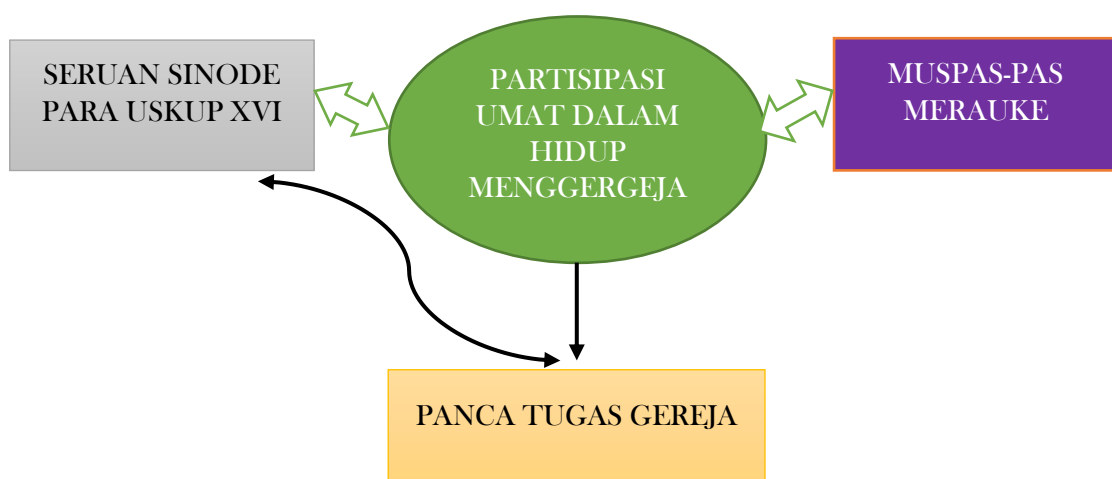 SERUAN SINODE
PARA USKUP XVI
PARTISIPASI
UMAT DALAM
HIDUP
MENGGERGEJA
MUSPAS-PAS
MERAUKE
PANCA TUGAS GEREJA